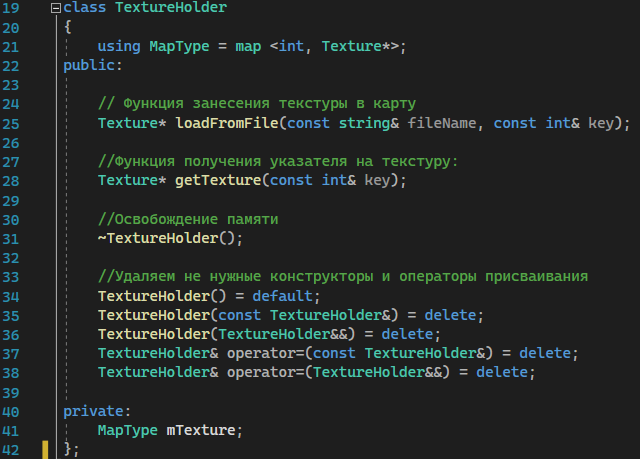 19 class TextureHolder
20 {
21 using MapType = map <int, Texture*>;
22 public:
23
24 // Функция занесения текстуры в карту
25 Texture* loadFromFile(const string& fileName, const int& key);
26
27 //Функция получения указателя на текстуру:
28 Texture* getTexture(const int& key);
29
30 //Освобождение памяти
31 ~TextureHolder();
32
33 //Удаляем не нужные конструкторы и операторы присваивания
34 TextureHolder() = default;
35 TextureHolder(const TextureHolder&) = delete;
36 TextureHolder(TextureHolder&&) = delete;
37 TextureHolder& operator=(const TextureHolder&) = delete;
38 TextureHolder& operator=(TextureHolder&&) = delete;
39
40 private:
41 MapType mTexture;
42 };